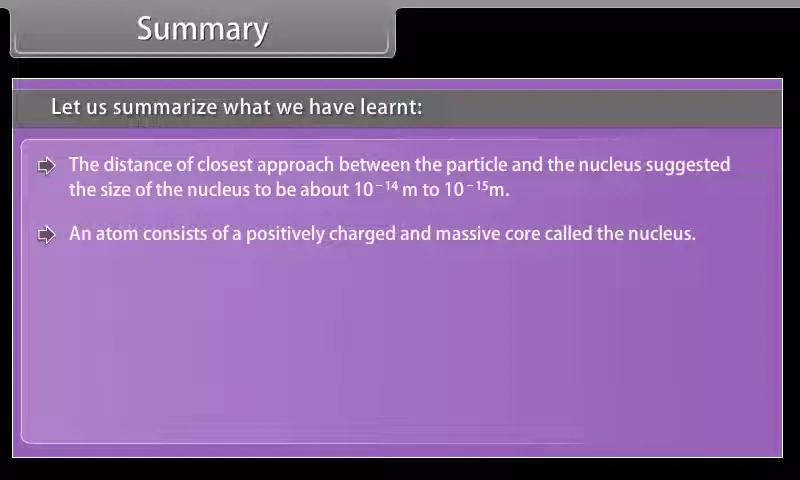 Summary
Let us summarize what we have learnt:
The distance of closest approach between the particle and the nucleus suggested
the size of the nucleus to be about 10⁻¹⁴ m to 10⁻¹⁵m.
An atom consists of a positively charged and massive core called the nucleus.